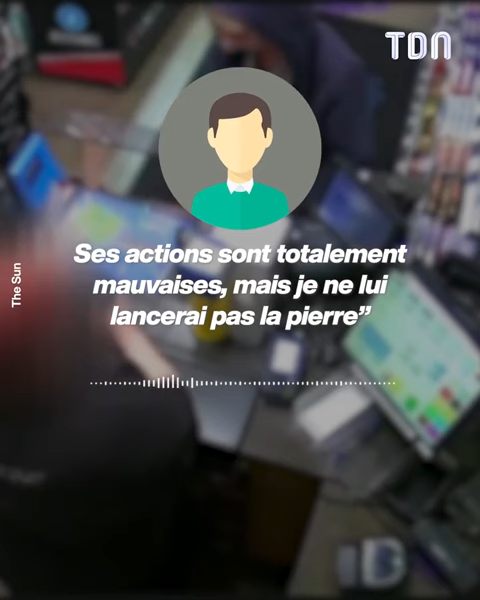 TDN
Ses actions sont totalement
mauvaises, mais je ne lui
lancerai pas la pierre”
The Sun